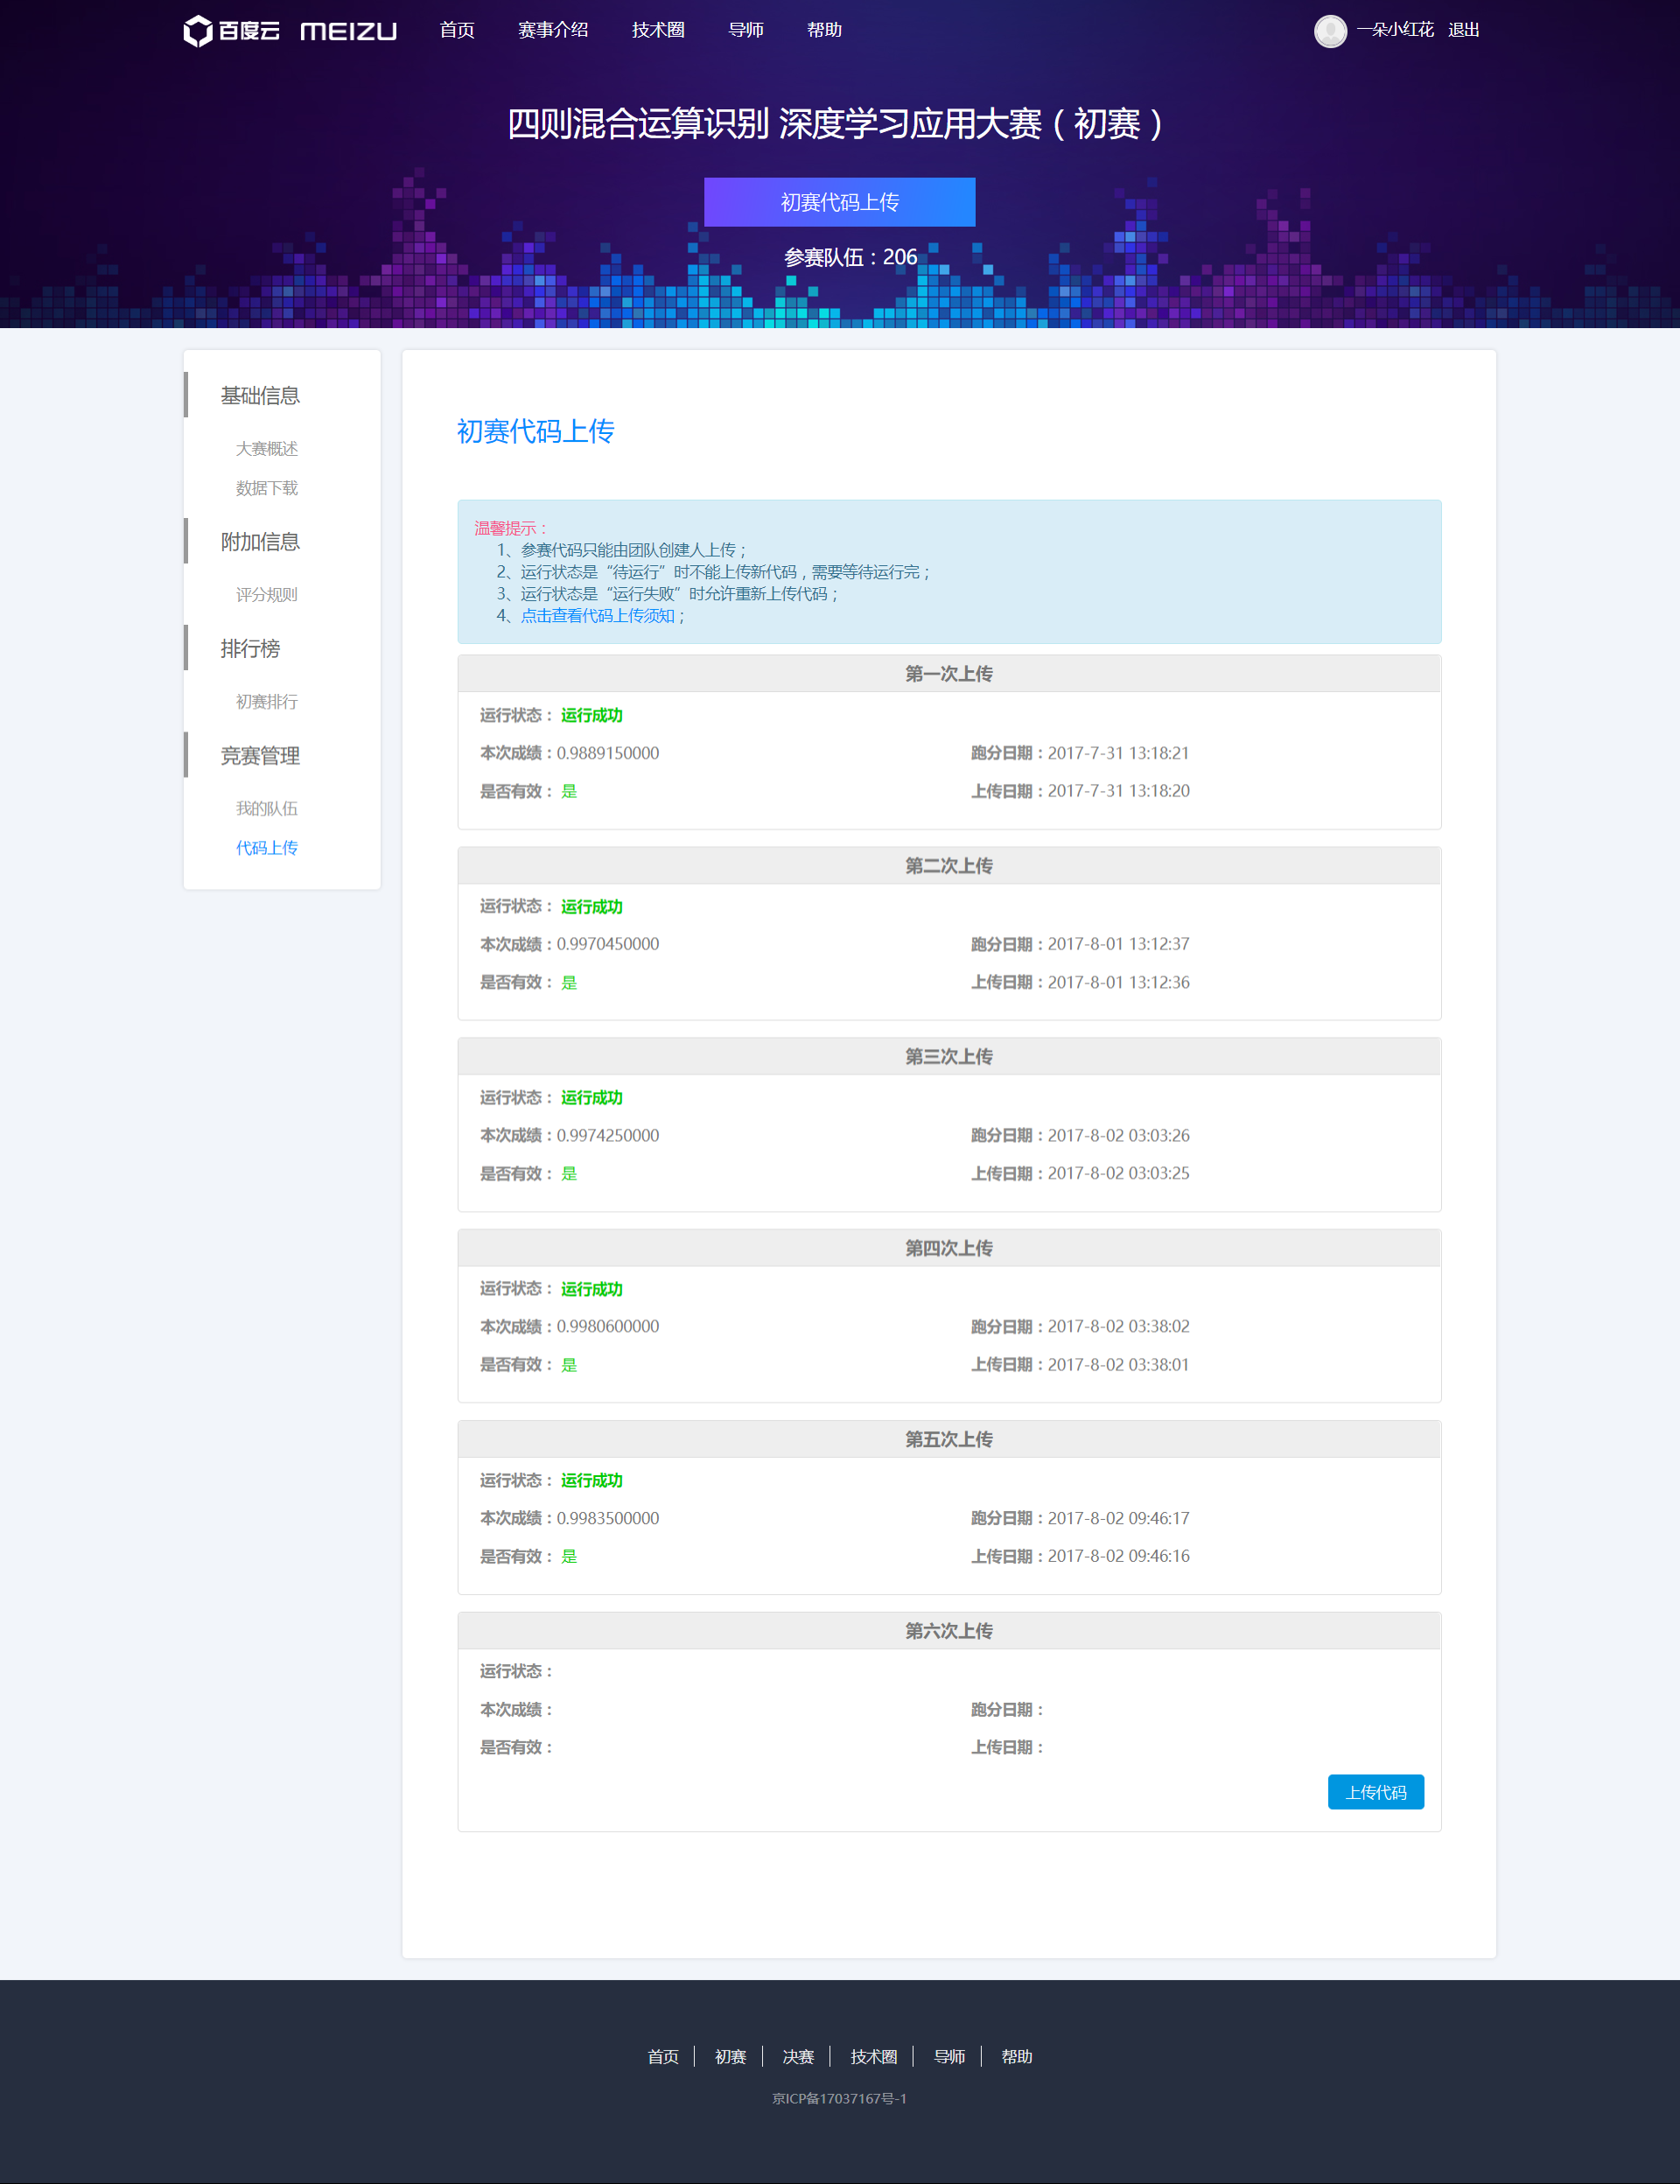 百度云 MEIZU 首页 赛事介绍 技术圈 导师 帮助 一朵小红花 退出
四则混合运算识别 深度学习应用大赛（初赛）
初赛代码上传
参赛队伍：206
基础信息
大赛概述
数据下载
附加信息
评分规则
排行榜
初赛排行
竞赛管理
我的队伍
代码上传
初赛代码上传
温馨提示：
1、参赛代码只能由团队创建人上传；
2、运行状态是“待运行”时不能上传新代码，需要等待运行完；
3、运行状态是“运行失败”时允许重新上传代码；
4、点击查看代码上传须知；
第一次上传
运行状态： 运行成功
本次成绩：0.9889150000 跑分日期：2017-7-31 13:18:21
是否有效： 是 上传日期：2017-7-31 13:18:20
第二次上传
运行状态： 运行成功
本次成绩：0.9970450000 跑分日期：2017-8-01 13:12:37
是否有效： 是 上传日期：2017-8-01 13:12:36
第三次上传
运行状态： 运行成功
本次成绩：0.9974250000 跑分日期：2017-8-02 03:03:26
是否有效： 是 上传日期：2017-8-02 03:03:25
第四次上传
运行状态： 运行成功
本次成绩：0.9980600000 跑分日期：2017-8-02 03:38:02
是否有效： 是 上传日期：2017-8-02 03:38:01
第五次上传
运行状态： 运行成功
本次成绩：0.9983500000 跑分日期：2017-8-02 09:46:17
是否有效： 是 上传日期：2017-8-02 09:46:16
第六次上传
运行状态：
本次成绩： 跑分日期：
是否有效： 上传日期：
上传代码
首页 初赛 决赛 技术圈 导师 帮助
京ICP备17037167号-1